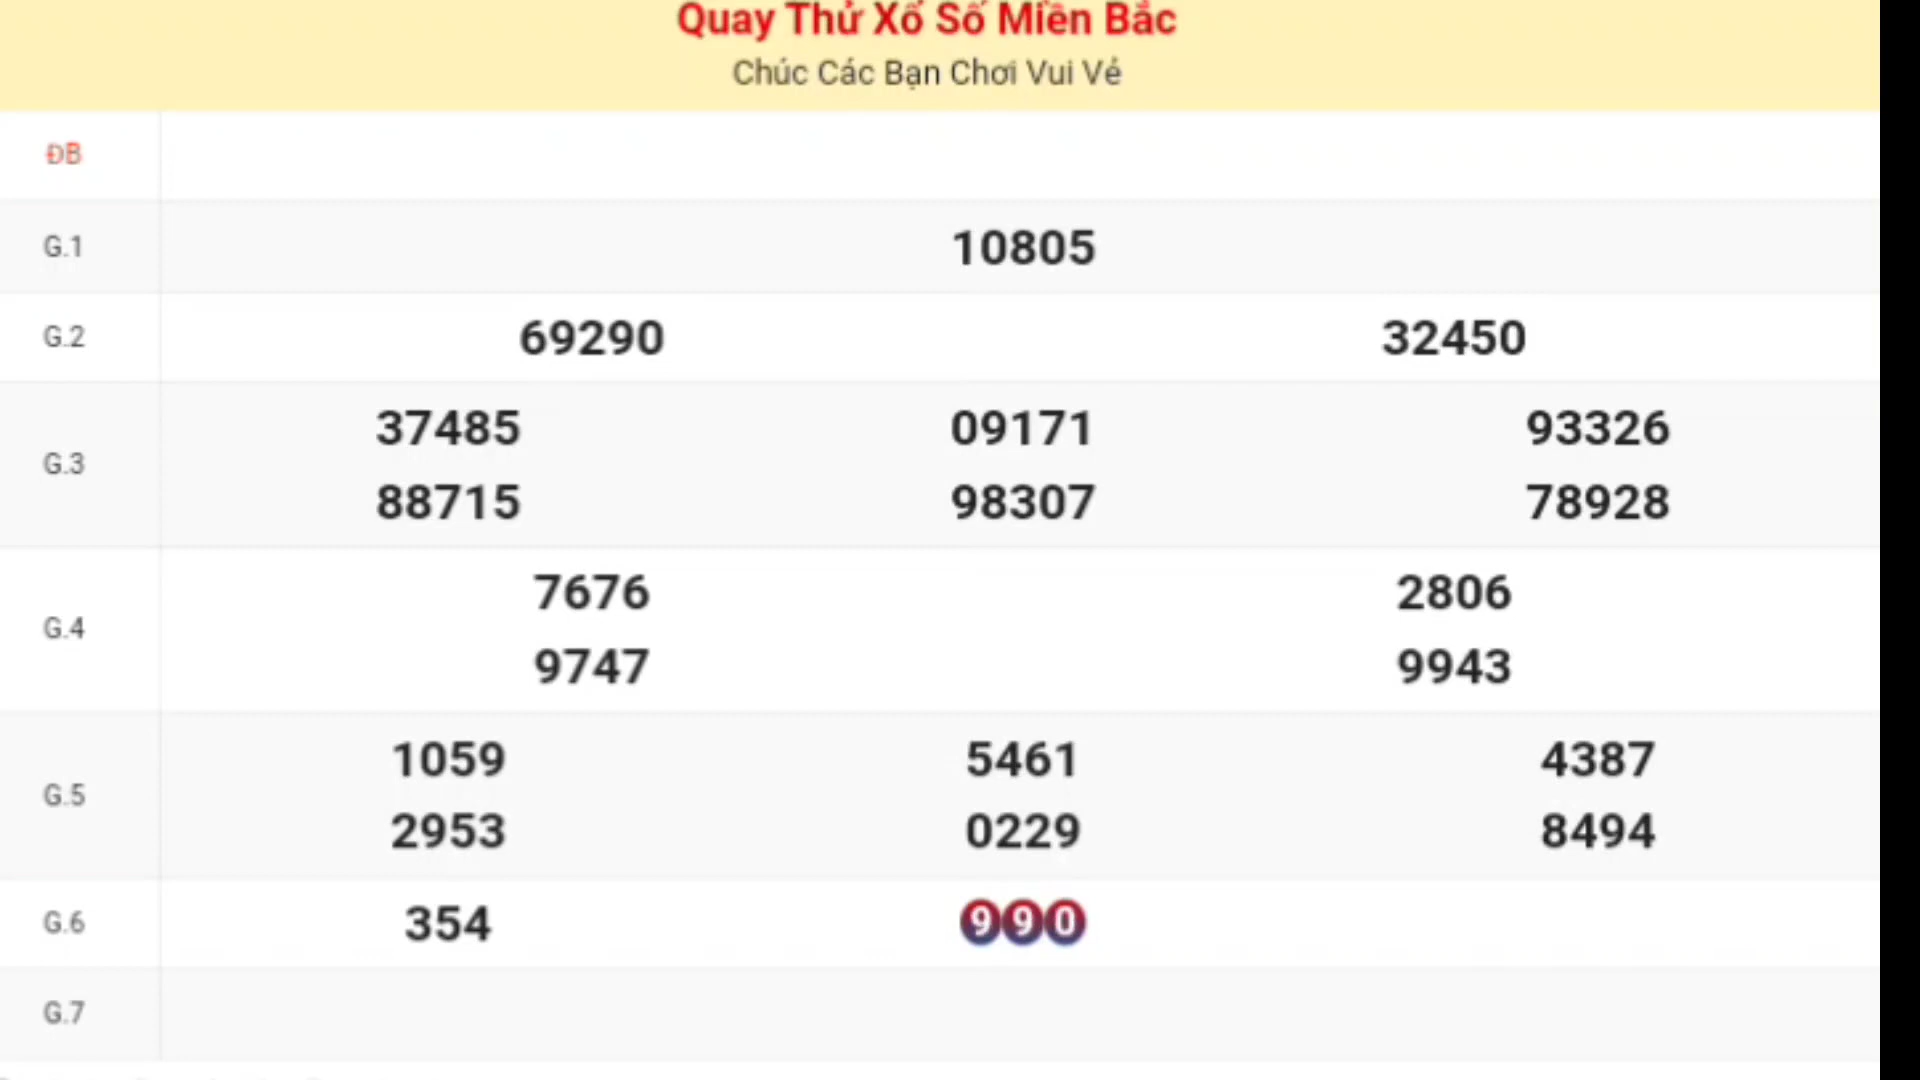 Quay Thử Xổ Số Miền Bắc
Chúc Các Bạn Chơi Vui Vẻ
ĐB
G.1 10805
G.2 69290 32450
G.3 37485 09171 93326
88715 98307 78928
G.4 7676 2806
9747 9943
G.5 1059 5461 4387
2953 0229 8494
G.6 354 990
G.7